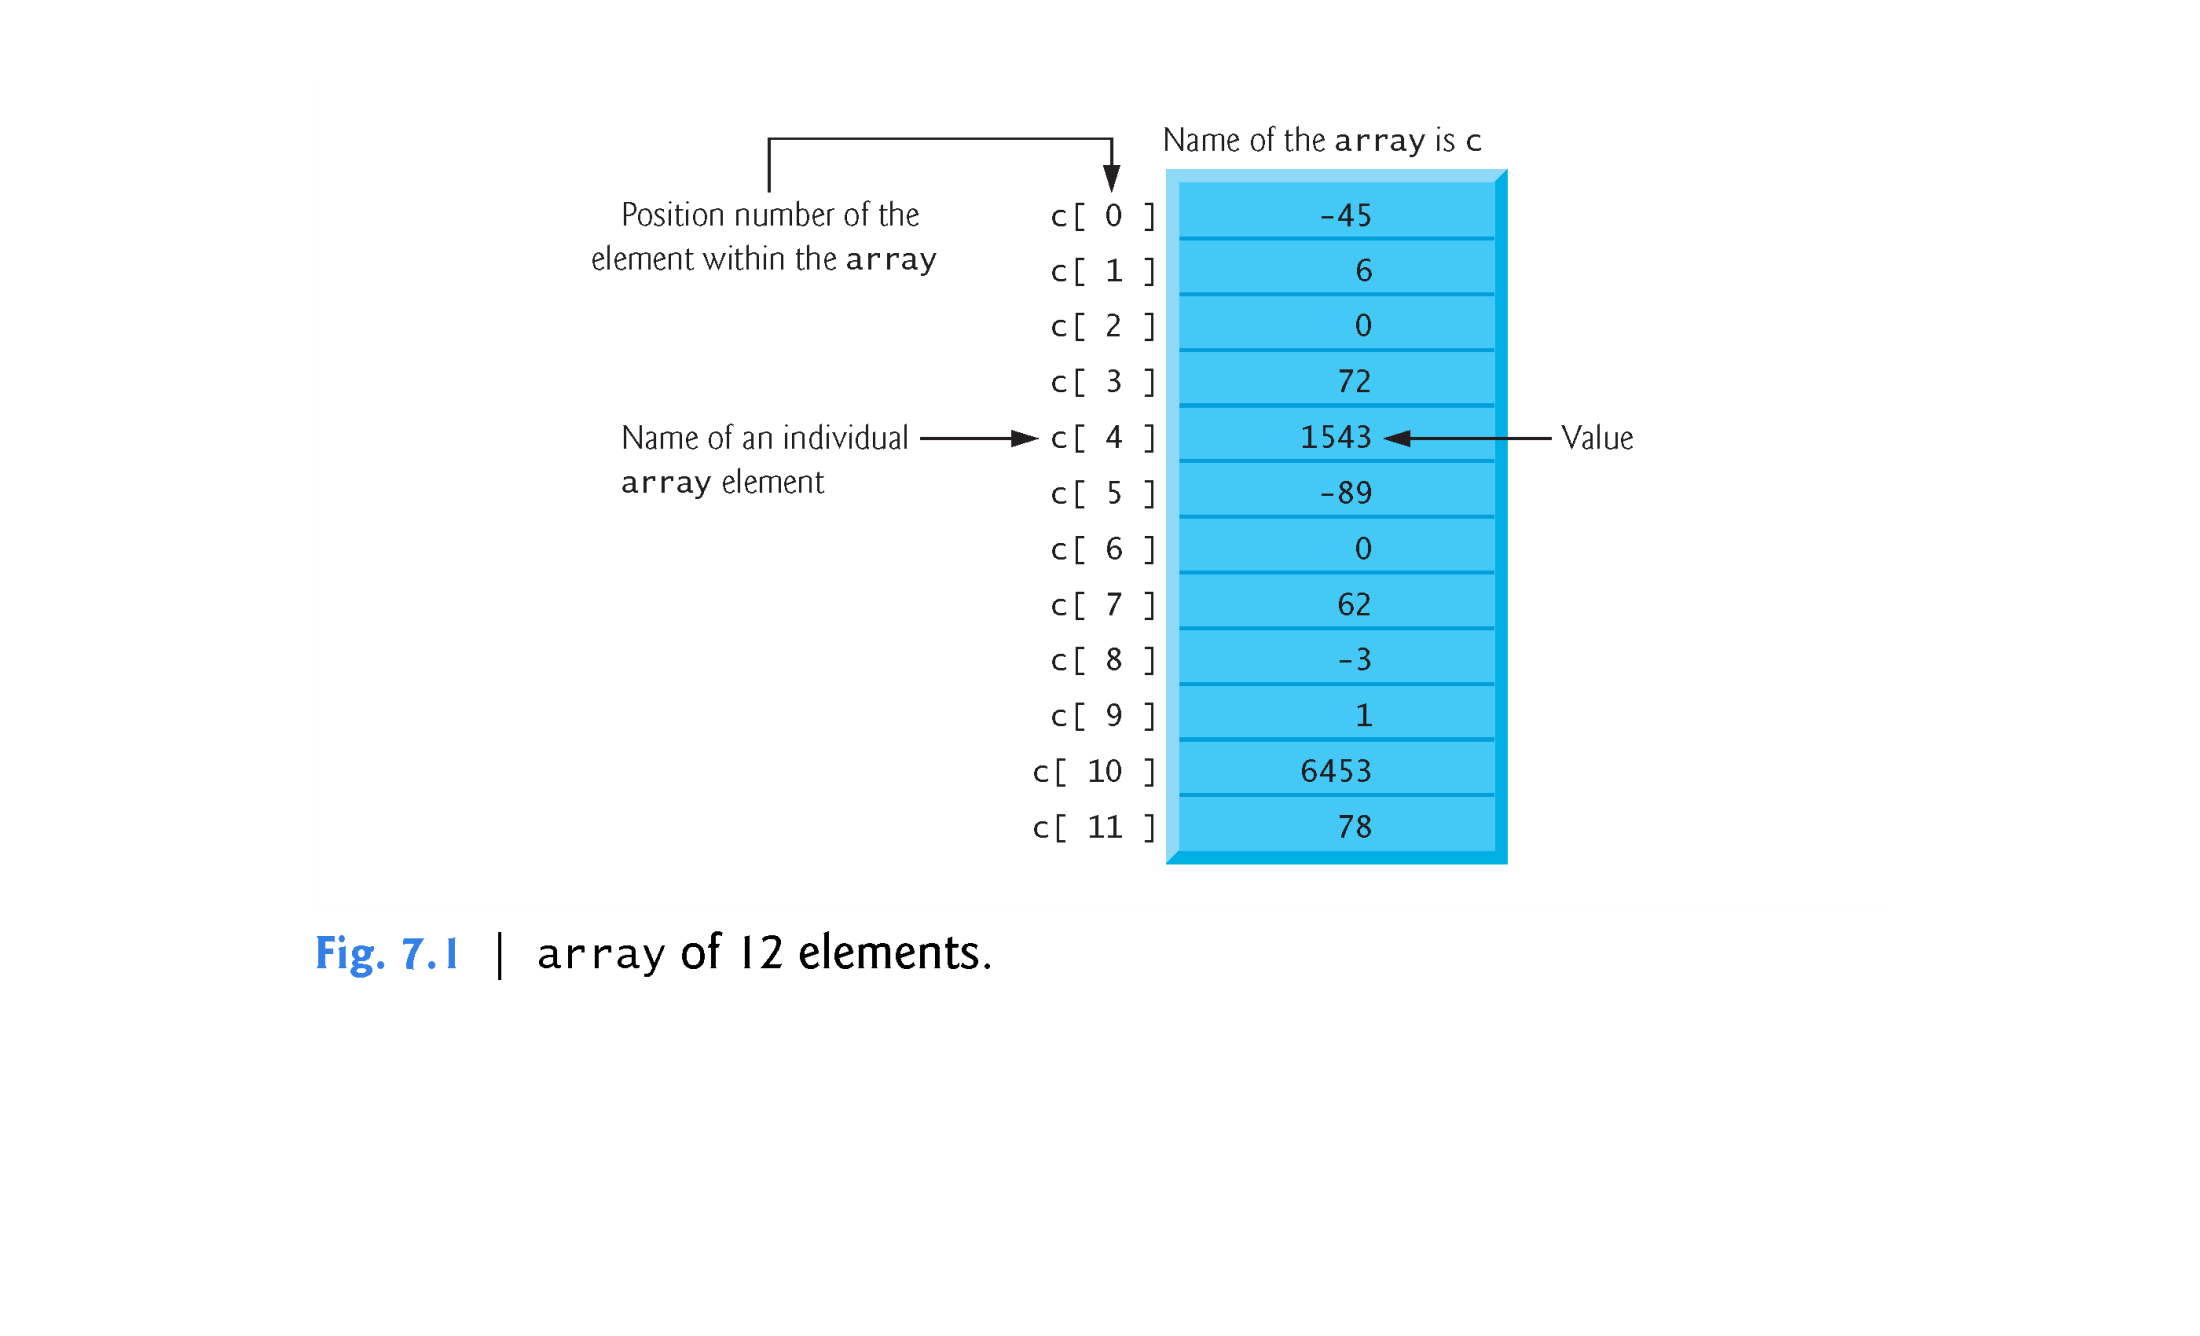 Name of the array is c
Position number of the
element within the array
c[ 0 ] -45
c[ 1 ] 6
c[ 2 ] 0
c[ 3 ] 72
Name of an individual
array element
c[ 4 ] 1543 Value
c[ 5 ] -89
c[ 6 ] 0
c[ 7 ] 62
c[ 8 ] -3
c[ 9 ] 1
c[ 10 ] 6453
c[ 11 ] 78
Fig. 7.1 | array of 12 elements.